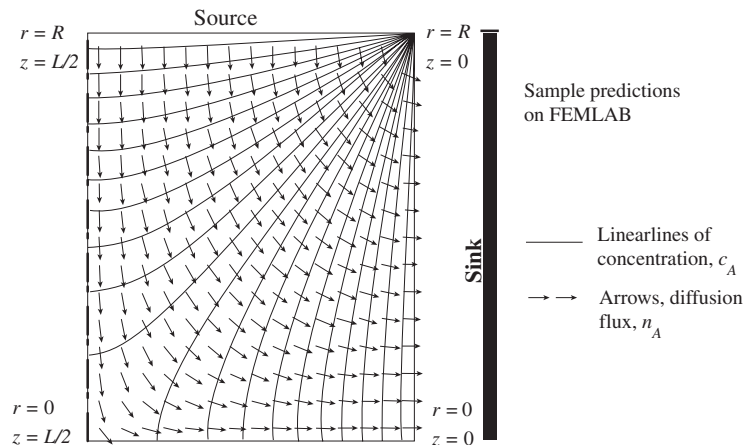 Source
r = R
z = L/2
r = R
z = 0
Sample predictions
on FEMLAB
Sink
Linearlines of
concentration, c_A
Arrows, diffusion
flux, n_A
r = 0
z = L/2
r = 0
z = 0